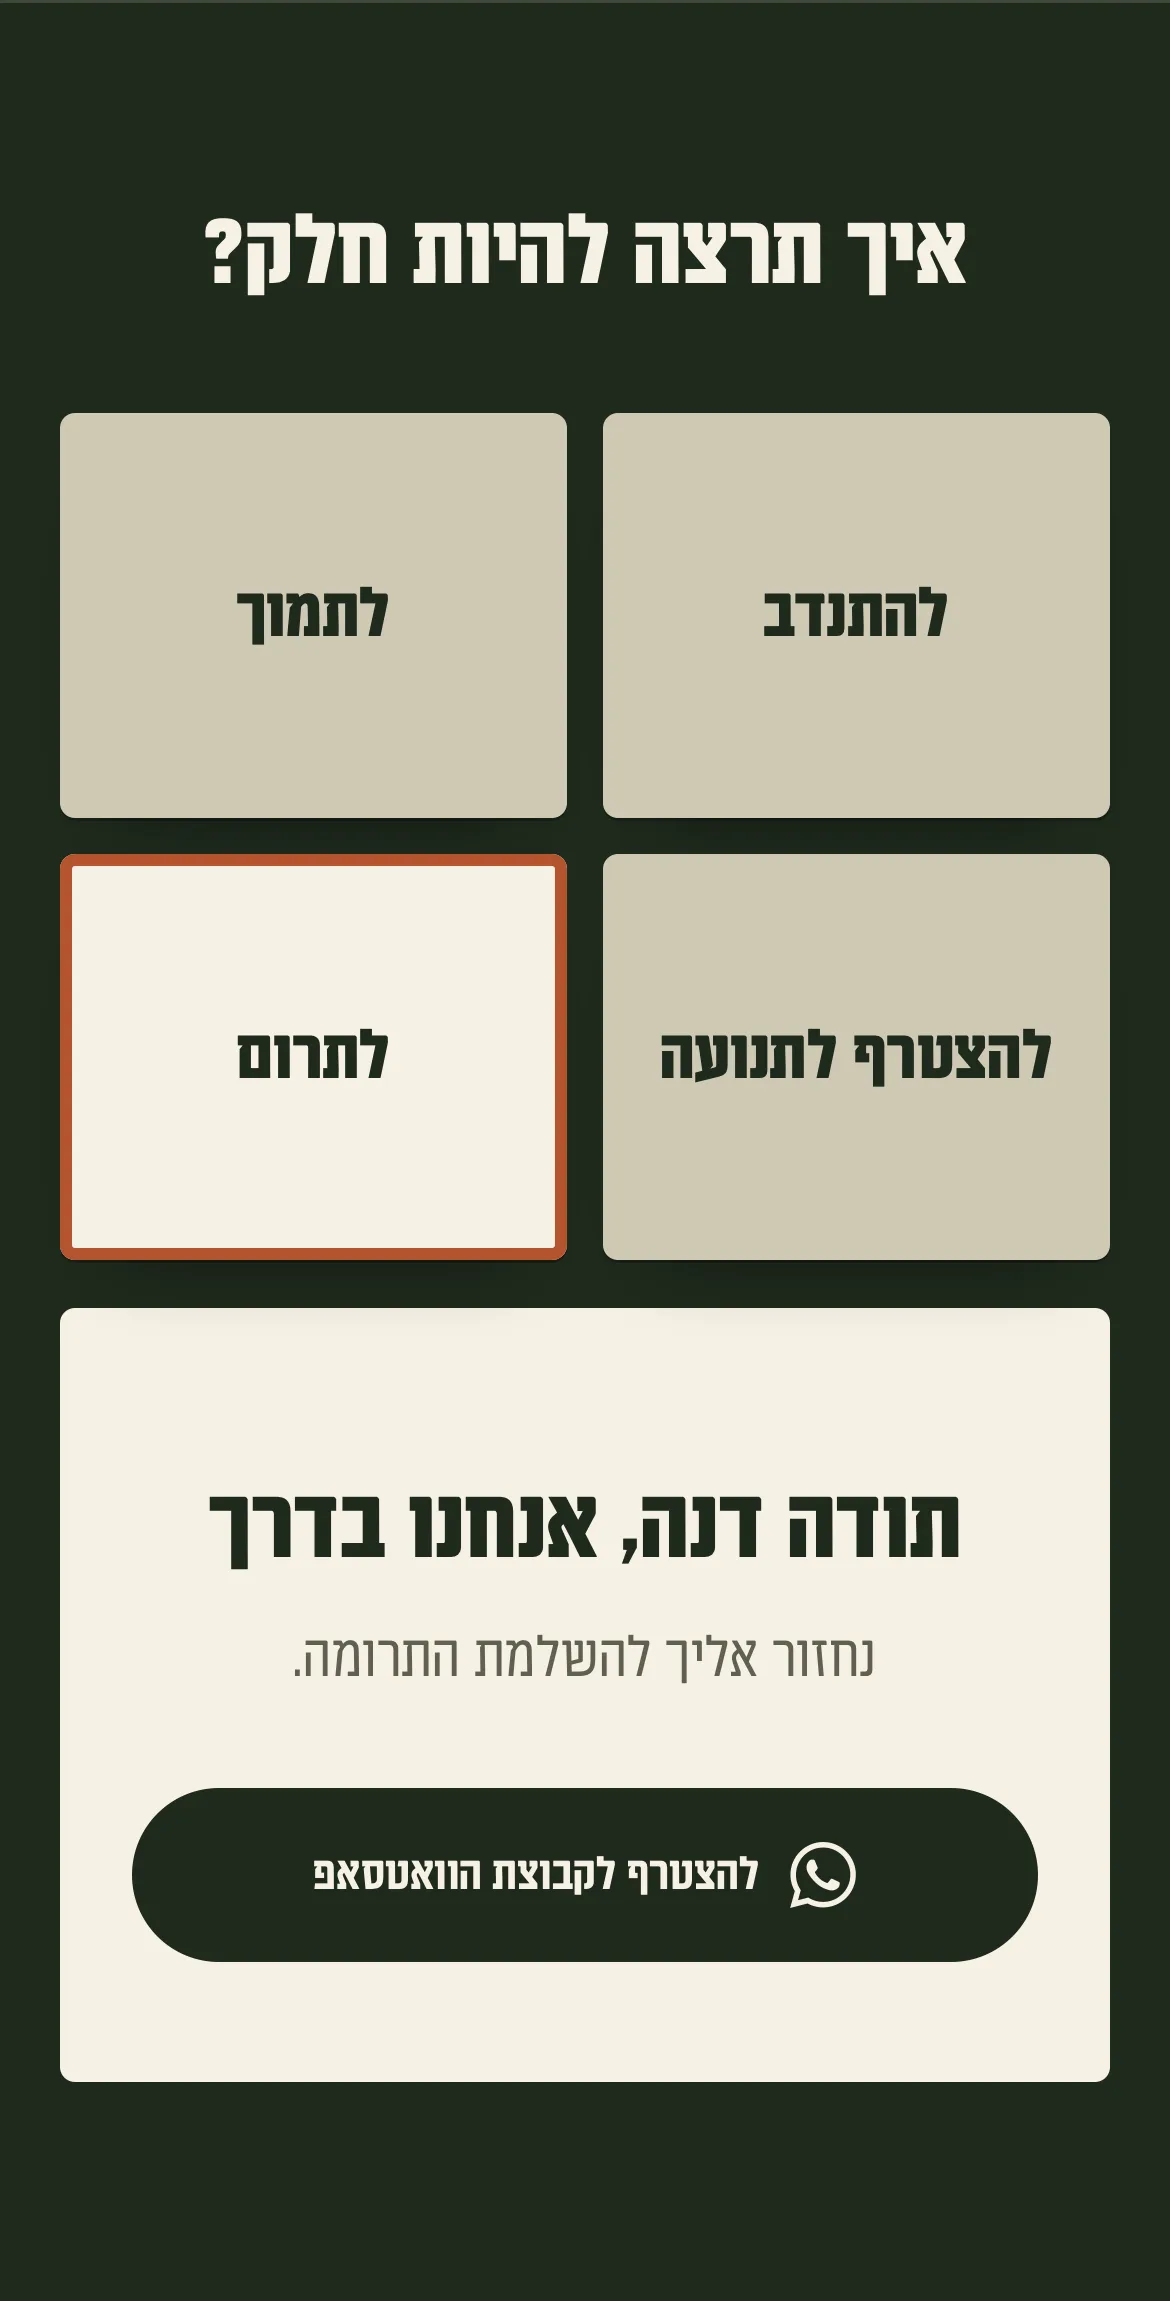 איך תרצה להיות חלק?
להתנדב
לתמוך
להצטרף לתנועה
לתרום
תודה דנה, אנחנו בדרך
נחזור אליך להשלמת התרומה.
להצטרף לקבוצת הוואטסאפ